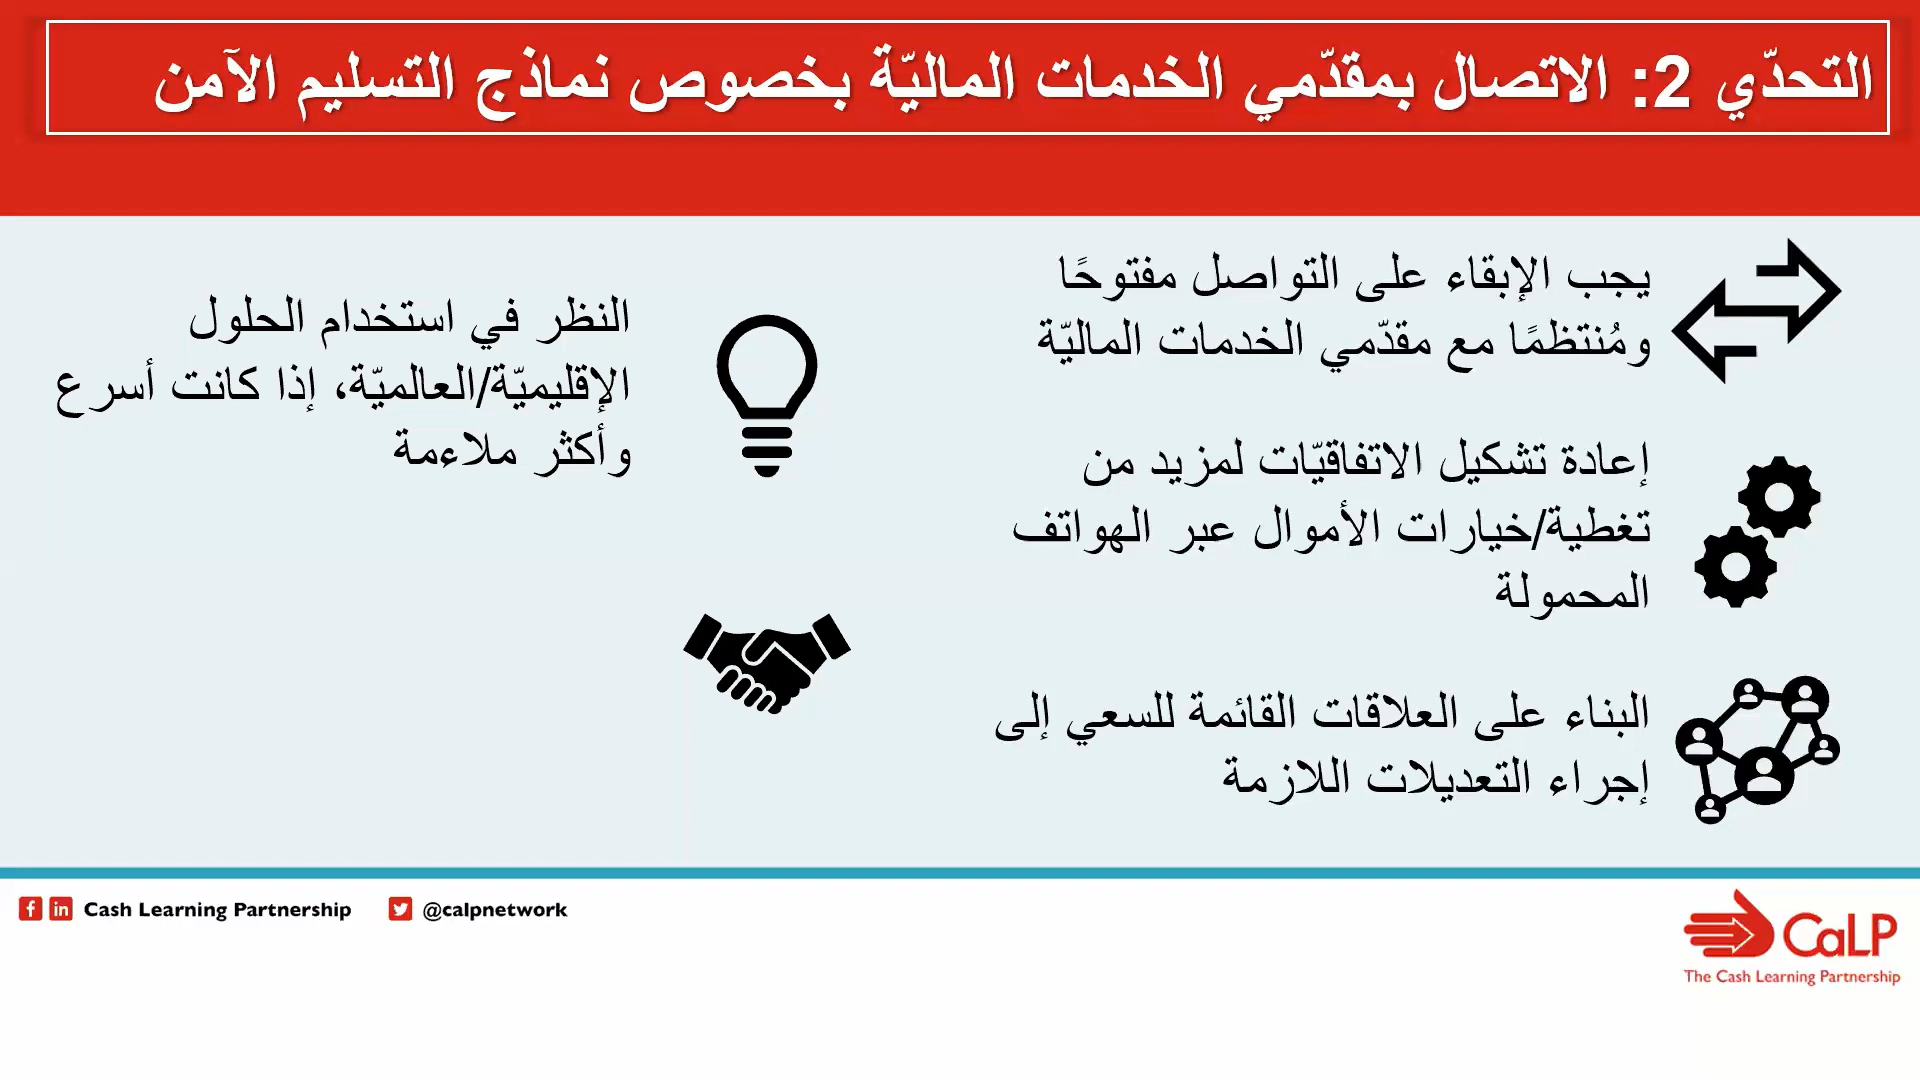 التحدّي 2: الاتصال بمقدّمي الخدمات الماليّة بخصوص نماذج التسليم الآمن
يجب الإبقاء على التواصل مفتوحًا
ومُنتظمًا مع مقدّمي الخدمات الماليّة
إعادة تشكيل الاتفاقيّات لمزيد من
تغطية/خيارات الأموال عبر الهواتف
المحمولة
البناء على العلاقات القائمة للسعي إلى
إجراء التعديلات اللازمة
النظر في استخدام الحلول
الإقليميّة/العالميّة، إذا كانت أسرع
وأكثر ملاءمة
f in Cash Learning Partnership @calpnetwork
CaLP
The Cash Learning Partnership